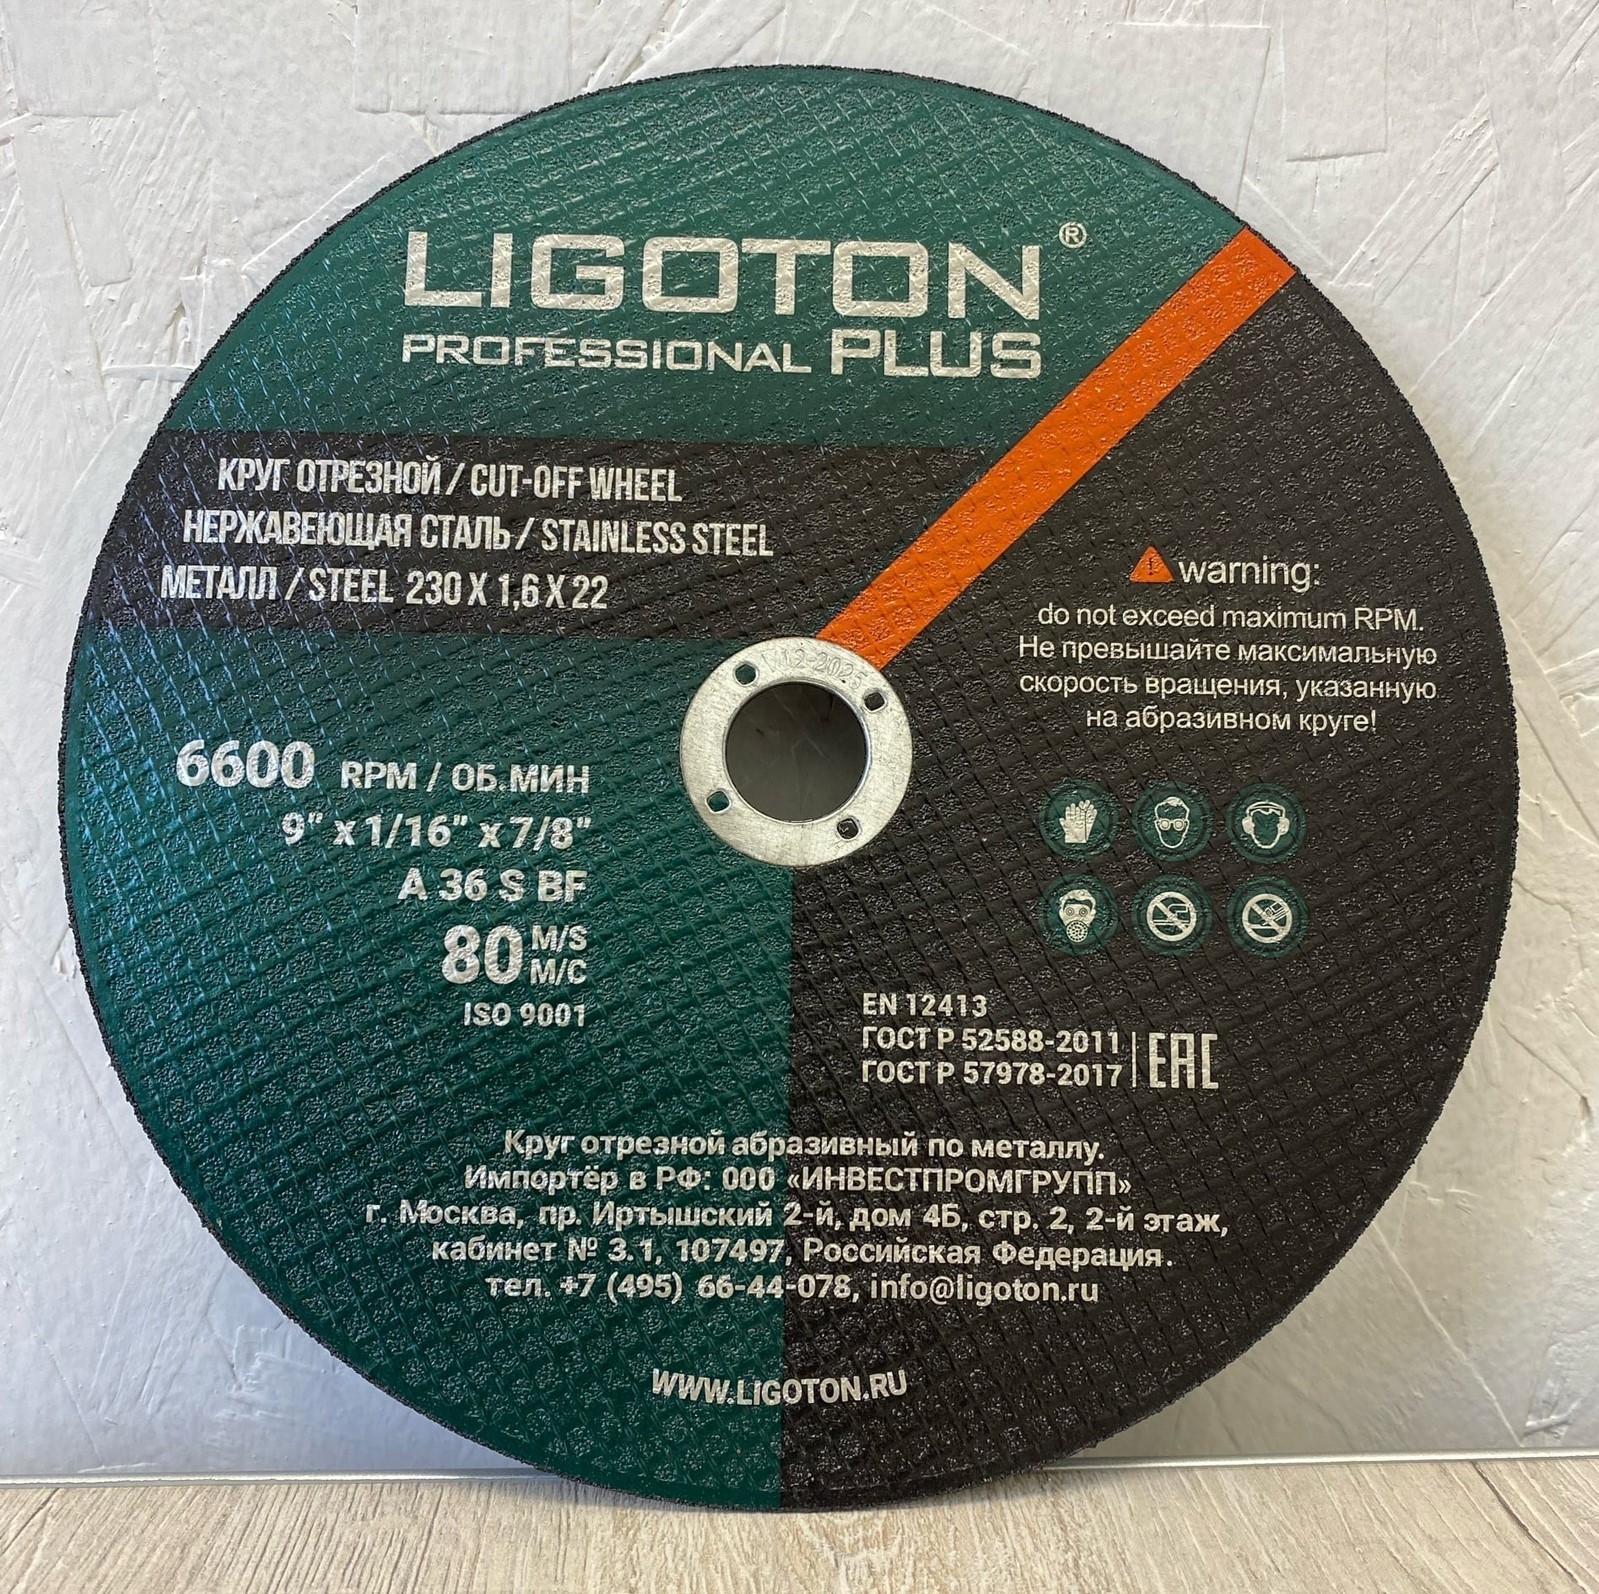 LIGOTON®
PROFESSIONAL PLUS
КРУГ ОТРЕЗНОЙ / CUT-OFF WHEEL
НЕРЖАВЕЮЩАЯ СТАЛЬ / STAINLESS STEEL
МЕТАЛЛ / STEEL 230 X 1,6 X 22
warning:
do not exceed maximum RPM.
Не превышайте максимальную
скорость вращения, указанную
на абразивном круге!
V12-2025
6600 RPM / ОБ.МИН
9" x 1/16" x 7/8"
A 36 S BF
80 M/S
М/С
ISO 9001
EN 12413
ГОСТ Р 52588-2011
ГОСТ Р 57978-2017
EAC
Круг отрезной абразивный по металлу.
Импортёр в РФ: ООО «ИНВЕСТПРОМГРУПП»
г. Москва, пр. Иртышский 2-й, дом 4Б, стр. 2, 2-й этаж,
кабинет № 3.1, 107497, Российская Федерация.
тел. +7 (495) 66-44-078, info@ligoton.ru
WWW.LIGOTON.RU